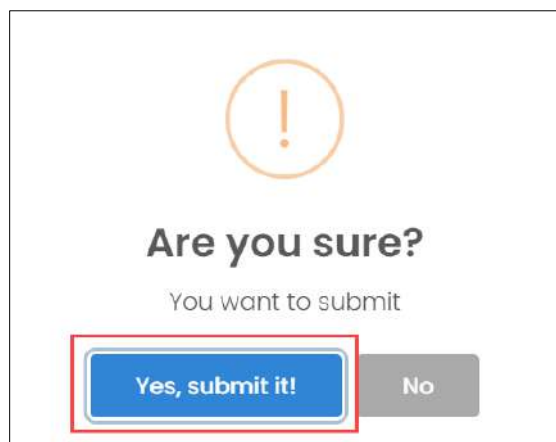 !
Are you sure?
You want to submit
Yes, submit it! No